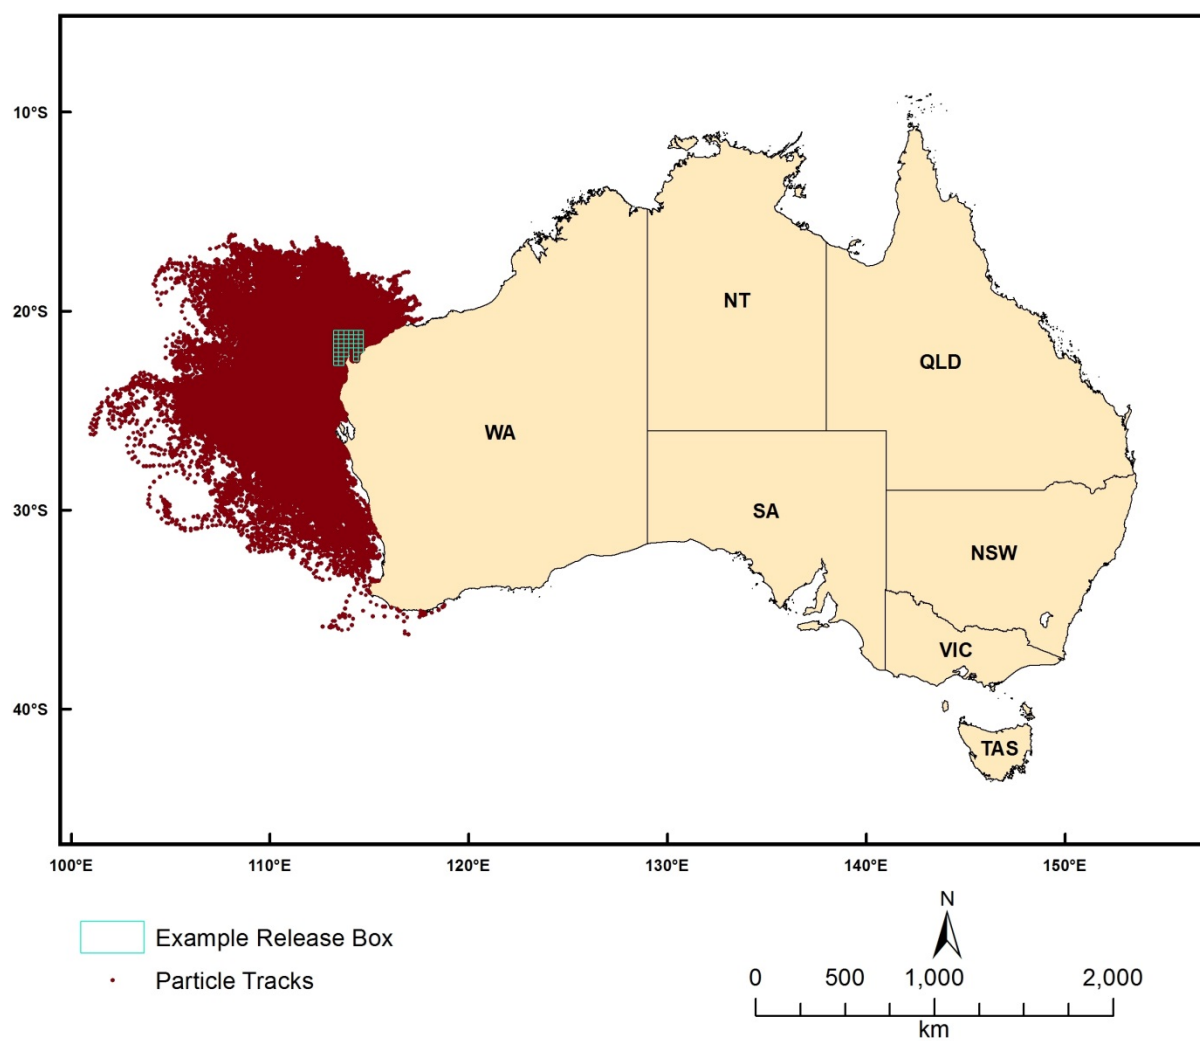 10°S
20°S
30°S
40°S
NT
QLD
WA
SA
NSW
VIC
TAS
100°E 110°E 120°E 130°E 140°E 150°E
Example Release Box
Particle Tracks
N
0 500 1,000 2,000
km